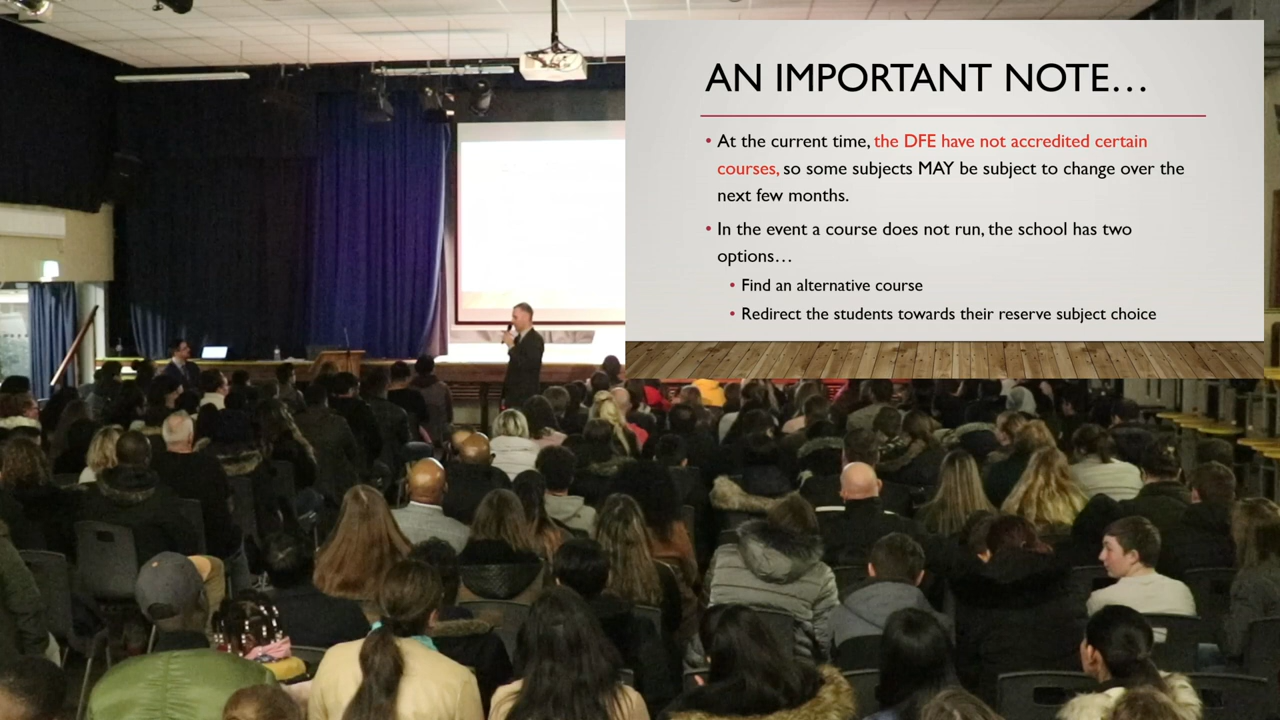 AN IMPORTANT NOTE…
• At the current time, the DFE have not accredited certain
courses, so some subjects MAY be subject to change over the
next few months.
• In the event a course does not run, the school has two
options…
• Find an alternative course
• Redirect the students towards their reserve subject choice